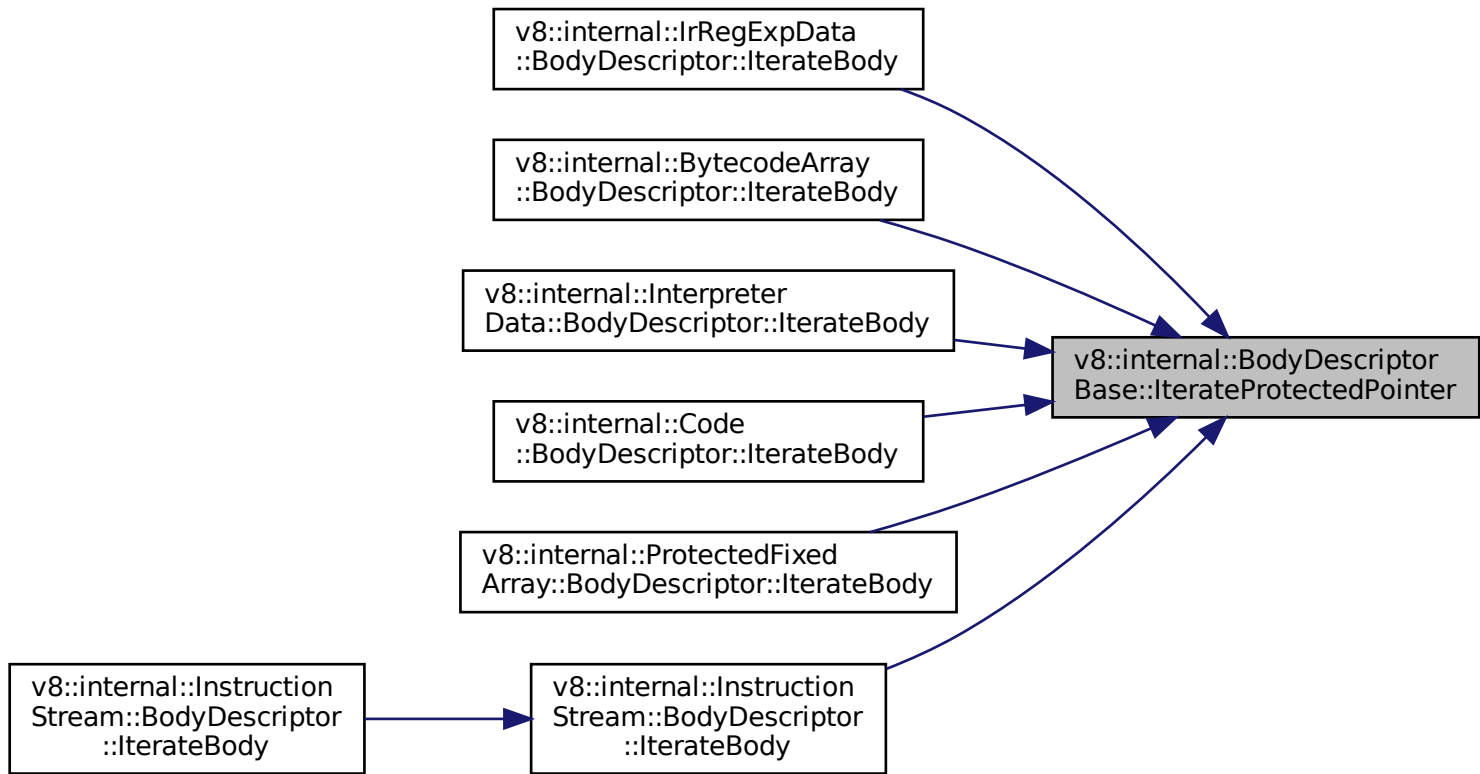 v8::internal::IrRegExpData
::BodyDescriptor::IterateBody
v8::internal::BytecodeArray
::BodyDescriptor::IterateBody
v8::internal::Interpreter
Data::BodyDescriptor::IterateBody
v8::internal::BodyDescriptor
Base::IterateProtectedPointer
v8::internal::Code
::BodyDescriptor::IterateBody
v8::internal::ProtectedFixed
Array::BodyDescriptor::IterateBody
v8::internal::Instruction
Stream::BodyDescriptor
::IterateBody
v8::internal::Instruction
Stream::BodyDescriptor
::IterateBody